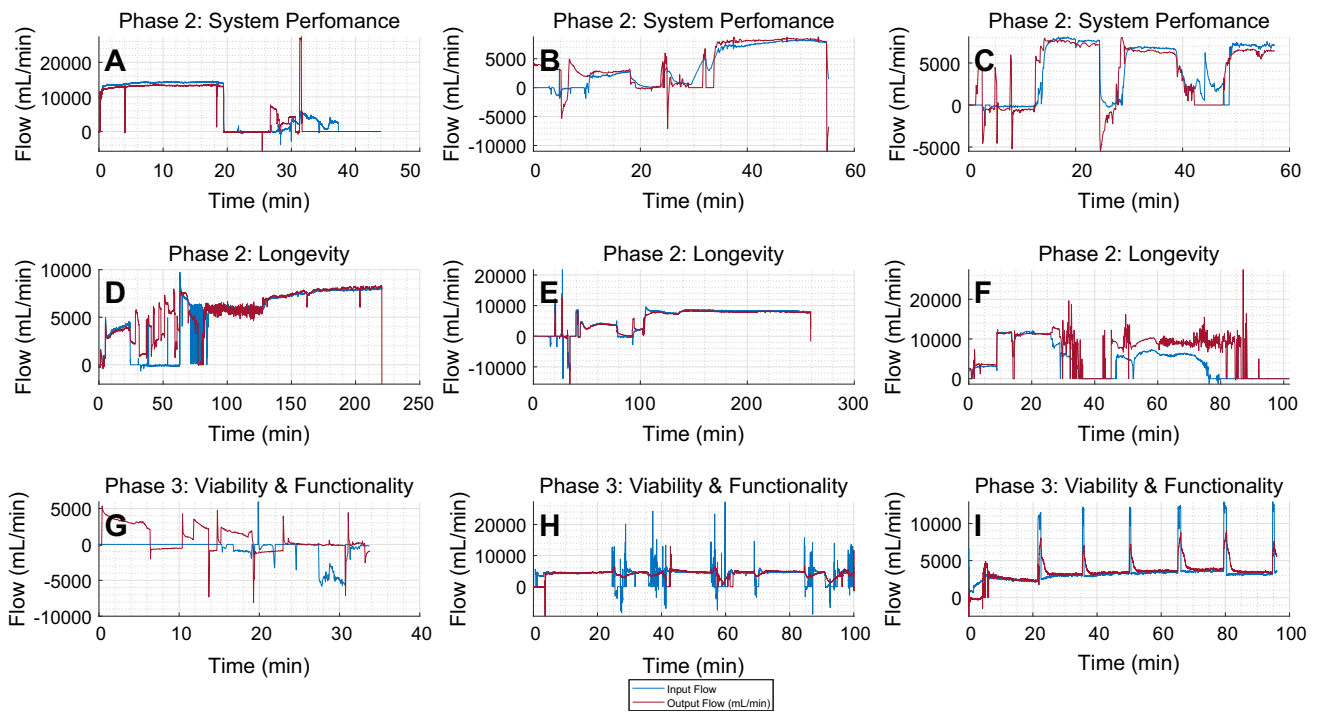 Phase 2: System Perfomance
Phase 2: System Perfomance
Phase 2: System Perfomance
A
Flow (mL/min)
20000
10000
0
0 10 20 30 40 50
Time (min)
B
Flow (mL/min)
5000
0
-5000
-10000
0 20 40 60
Time (min)
C
Flow (mL/min)
5000
0
-5000
0 20 40 60
Time (min)
Phase 2: Longevity
Phase 2: Longevity
Phase 2: Longevity
D
Flow (mL/min)
10000
5000
0
0 50 100 150 200 250
Time (min)
E
Flow (mL/min)
20000
10000
0
-10000
0 100 200 300
Time (min)
F
Flow (mL/min)
20000
10000
0
0 20 40 60 80 100
Time (min)
Phase 3: Viability & Functionality
Phase 3: Viability & Functionality
Phase 3: Viability & Functionality
G
Flow (mL/min)
5000
0
-5000
-10000
0 10 20 30 40
Time (min)
H
Flow (mL/min)
20000
10000
0
0 20 40 60 80 100
Time (min)
I
Flow (mL/min)
10000
5000
0
0 20 40 60 80 100
Time (min)
Input Flow
Output Flow (mL/min)